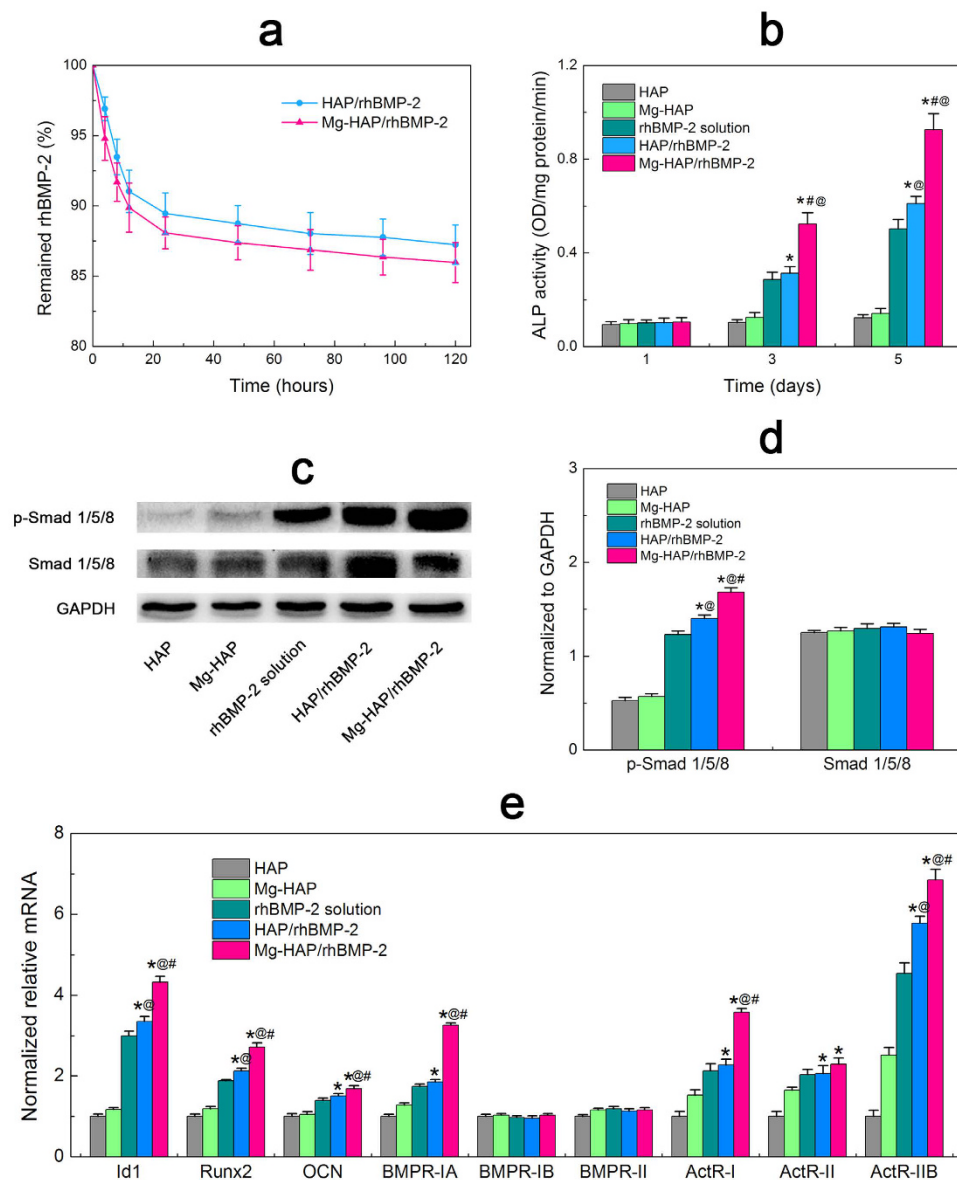 a
100
95
90
85
80
0 20 40 60 80 100 120
Remained rhBMP-2 (%)
Time (hours)
HAP/rhBMP-2
Mg-HAP/rhBMP-2
b
1.2
0.8
0.4
0.0
ALP activity (OD/mg protein/min)
HAP
Mg-HAP
rhBMP-2 solution
HAP/rhBMP-2
Mg-HAP/rhBMP-2
*
*#@
*@
*#@
1 3 5
Time (days)
c
p-Smad 1/5/8
Smad 1/5/8
GAPDH
HAP
Mg-HAP
rhBMP-2 solution
HAP/rhBMP-2
Mg-HAP/rhBMP-2
d
3
2
1
0
Normalized to GAPDH
HAP
Mg-HAP
rhBMP-2 solution
HAP/rhBMP-2
Mg-HAP/rhBMP-2
*@
*@#
p-Smad 1/5/8 Smad 1/5/8
e
8
6
4
2
0
Normalized relative mRNA
HAP
Mg-HAP
rhBMP-2 solution
HAP/rhBMP-2
Mg-HAP/rhBMP-2
*@
*@#
*@
*@#
*
*@#
*
*@#
*
*@#
*
*
*@
*@#
Id1 Runx2 OCN BMPR-IA BMPR-IB BMPR-II ActR-I ActR-II ActR-IIB